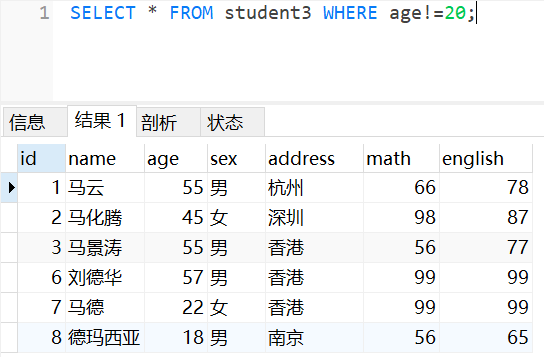 1 SELECT * FROM student3 WHERE age!=20;
信息 结果 1 剖析 状态
id name age sex address math english
1 马云 55 男 杭州 66 78
2 马化腾 45 女 深圳 98 87
3 马景涛 55 男 香港 56 77
6 刘德华 57 男 香港 99 99
7 马德 22 女 香港 99 99
8 德玛西亚 18 男 南京 56 65